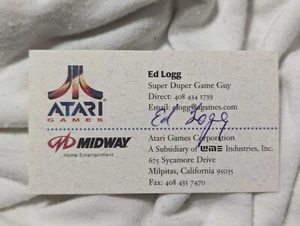 ATARI
GAMES
MIDWAY
Home Entertainment
Ed Logg
Super Duper Game Guy
Direct: 408 434 1739
Email: elogg@agames.com
Ed Logg
Atari Games Corporation
A Subsidiary of WMS Industries, Inc.
675 Sycamore Drive
Milpitas, California 95035
Fax: 408 435 7470